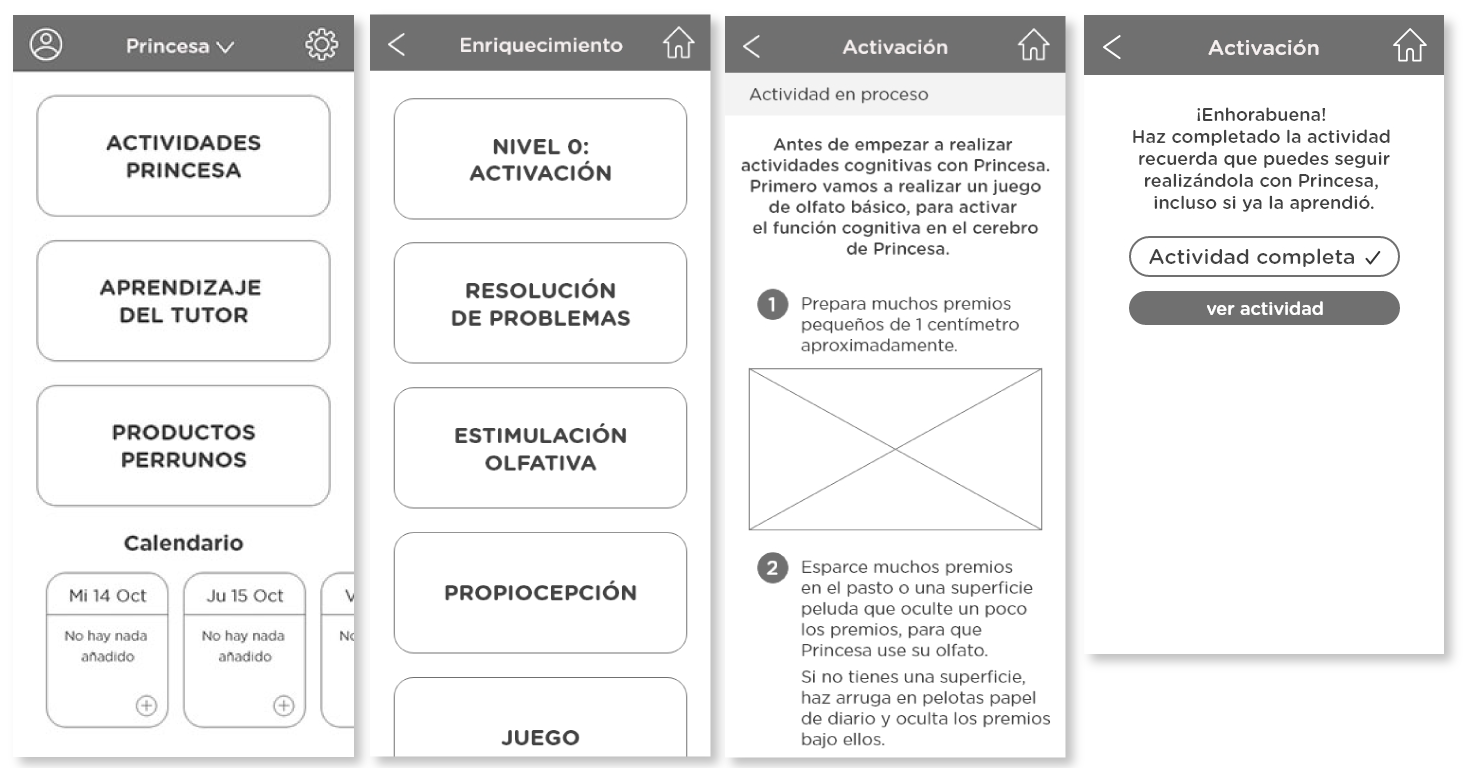 Princesa
ACTIVIDADES
PRINCESA
APRENDIZAJE
DEL TUTOR
PRODUCTOS
PERRUNOS
Calendario
Mi 14 Oct
No hay nada
añadido
Ju 15 Oct
No hay nada
añadido
V
No
Enriquecimiento
NIVEL 0:
ACTIVACIÓN
RESOLUCIÓN
DE PROBLEMAS
ESTIMULACIÓN
OLFATIVA
PROPIOCEPCIÓN
JUEGO
Activación
Actividad en proceso
Antes de empezar a realizar
actividades cognitivas con Princesa.
Primero vamos a realizar un juego
de olfato básico, para activar
el función cognitiva en el cerebro
de Princesa.
1 Prepara muchos premios
pequeños de 1 centímetro
aproximadamente.
2 Esparce muchos premios
en el pasto o una superficie
peluda que oculte un poco
los premios, para que
Princesa use su olfato.
Si no tienes una superficie,
haz arruga en pelotas papel
de diario y oculta los premios
bajo ellos.
Activación
¡Enhorabuena!
Haz completado la actividad
recuerda que puedes seguir
realizándola con Princesa,
incluso si ya la aprendió.
Actividad completa ✓
ver actividad